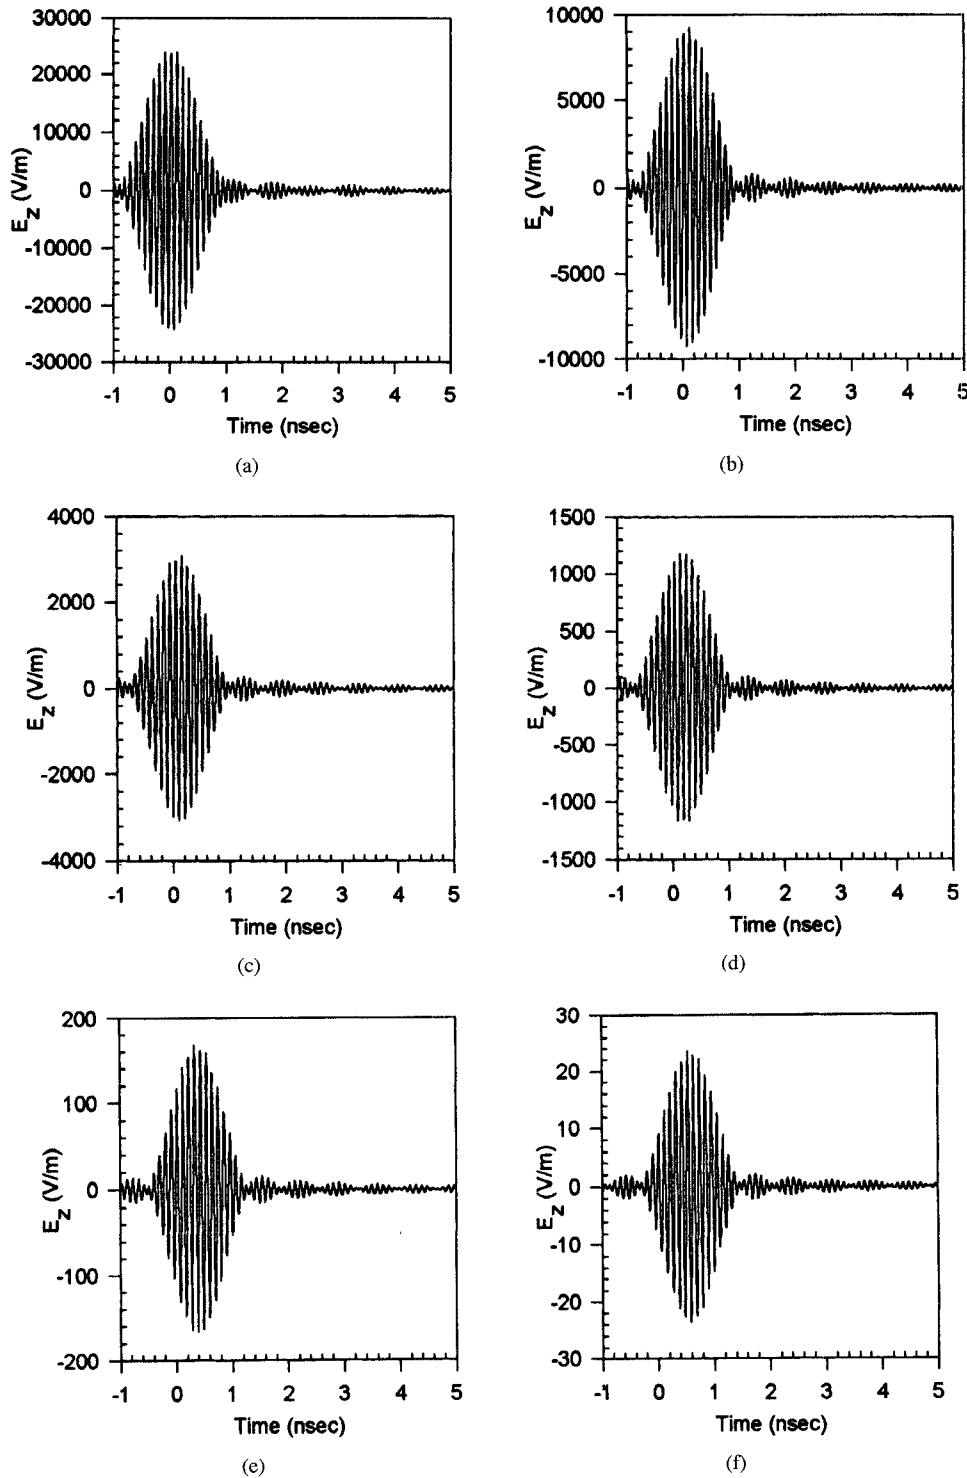 30000
20000
10000
0
-10000
-20000
-30000
E_z (V/m)
-1 0 1 2 3 4 5
Time (nsec)
(a)
10000
5000
0
-5000
-10000
E_z (V/m)
-1 0 1 2 3 4 5
Time (nsec)
(b)
4000
2000
0
-2000
-4000
E_z (V/m)
-1 0 1 2 3 4 5
Time (nsec)
(c)
1500
1000
500
0
-500
-1000
-1500
E_z (V/m)
-1 0 1 2 3 4 5
Time (nsec)
(d)
200
100
0
-100
-200
E_z (V/m)
-1 0 1 2 3 4 5
Time (nsec)
(e)
30
20
10
0
-10
-20
-30
E_z (V/m)
-1 0 1 2 3 4 5
Time (nsec)
(f)